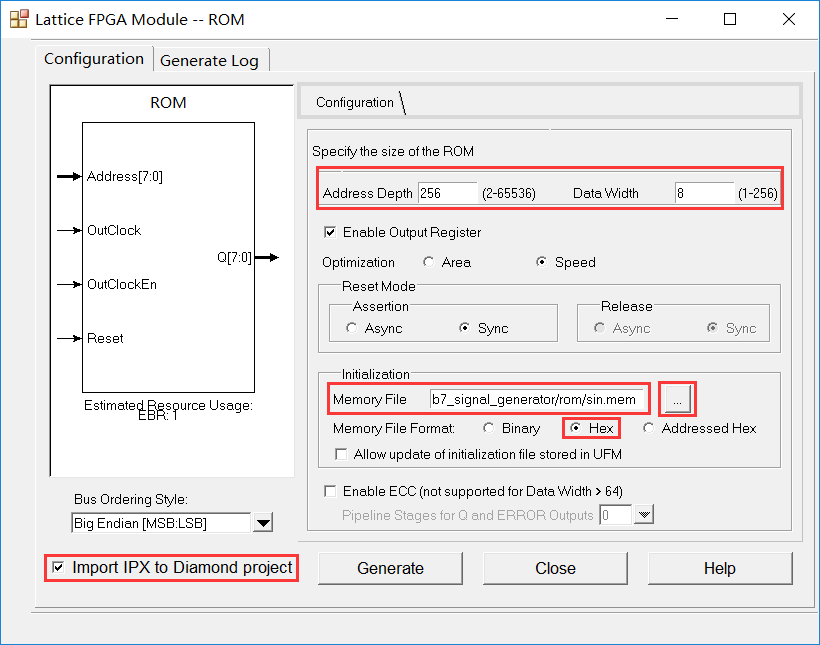 Lattice FPGA Module -- ROM
Configuration
Generate Log
ROM
Address[7:0]
OutClock
Q[7:0]
OutClockEn
Reset
Estimated Resource Usage:
EBR: 1
Bus Ordering Style:
Big Endian [MSB:LSB]
Import IPX to Diamond project
Configuration
Specify the size of the ROM
Address Depth 256 (2-65536) Data Width 8 (1-256)
Enable Output Register
Optimization Area Speed
Reset Mode
Assertion
Async Sync
Release
Async Sync
Initialization
Memory File b7_signal_generator/rom/sin.mem ...
Memory File Format: Binary Hex Addressed Hex
Allow update of initialization file stored in UFM
Enable ECC (not supported for Data Width > 64)
Pipeline Stages for Q and ERROR Outputs 0
Generate Close Help